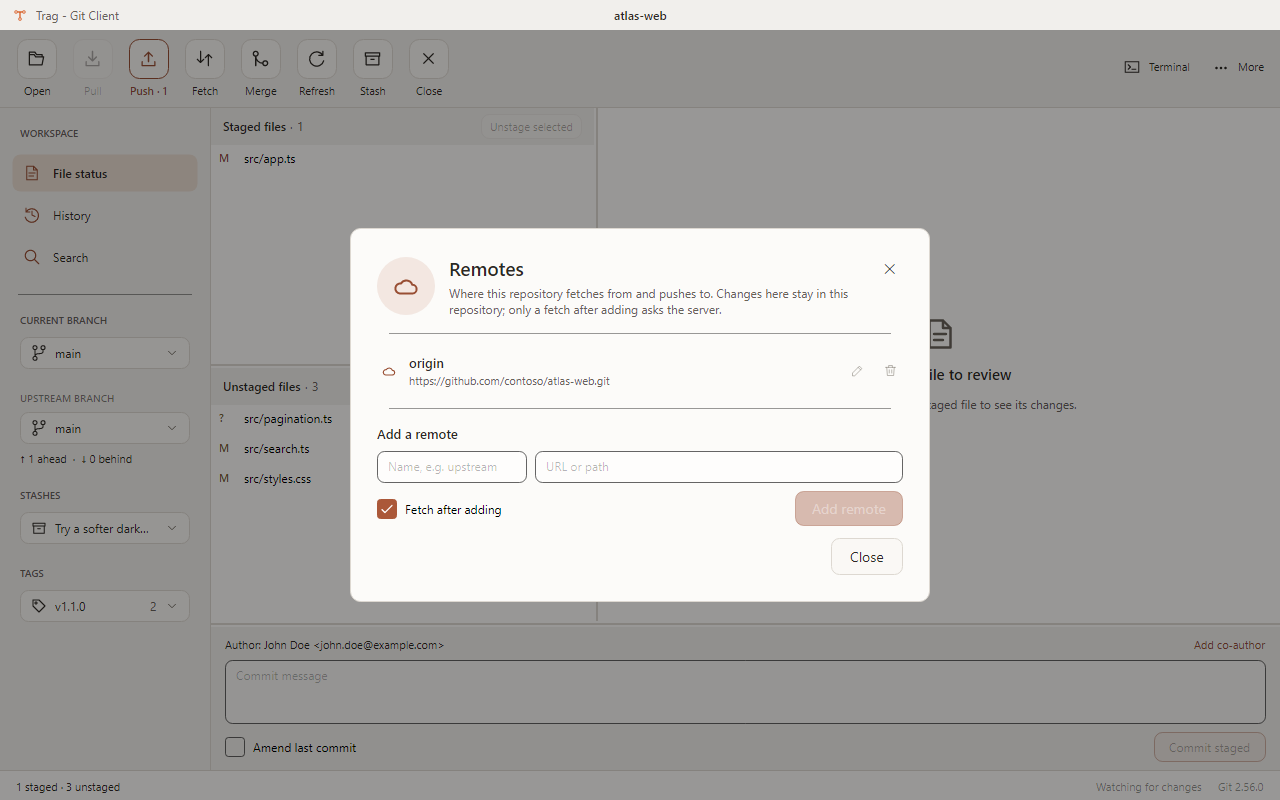 Trag - Git Client
atlas-web
Open
Pull
Push · 1
Fetch
Merge
Refresh
Stash
Close
Terminal
More
WORKSPACE
File status
History
Search
CURRENT BRANCH
main
UPSTREAM BRANCH
main
↑ 1 ahead · ↓ 0 behind
STASHES
Try a softer dark...
TAGS
v1.1.0 2
Staged files · 1
Unstage selected
M src/app.ts
Unstaged files · 3
? src/pagination.ts
M src/search.ts
M src/styles.css
ile to review
aged file to see its changes.
Remotes
Where this repository fetches from and pushes to. Changes here stay in this
repository; only a fetch after adding asks the server.
origin
https://github.com/contoso/atlas-web.git
Add a remote
Name, e.g. upstream
URL or path
Fetch after adding
Add remote
Close
Author: John Doe <john.doe@example.com>
Add co-author
Commit message
Amend last commit
Commit staged
1 staged · 3 unstaged
Watching for changes
Git 2.56.0